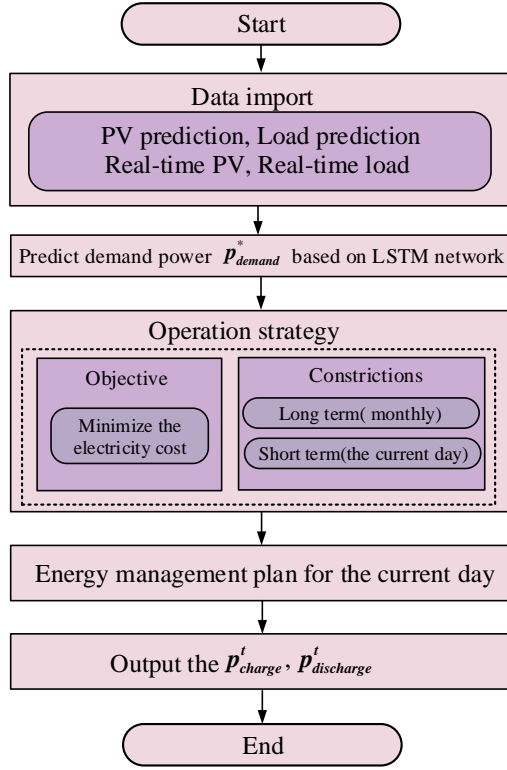 Start
Data import
PV prediction, Load prediction
Real-time PV, Real-time load
Predict demand power p*demand based on LSTM network
Operation strategy
Objective
Minimize the
electricity cost
Constrictions
Long term( monthly)
Short term(the current day)
Energy management plan for the current day
Output the p^t_charge, p^t_discharge
End